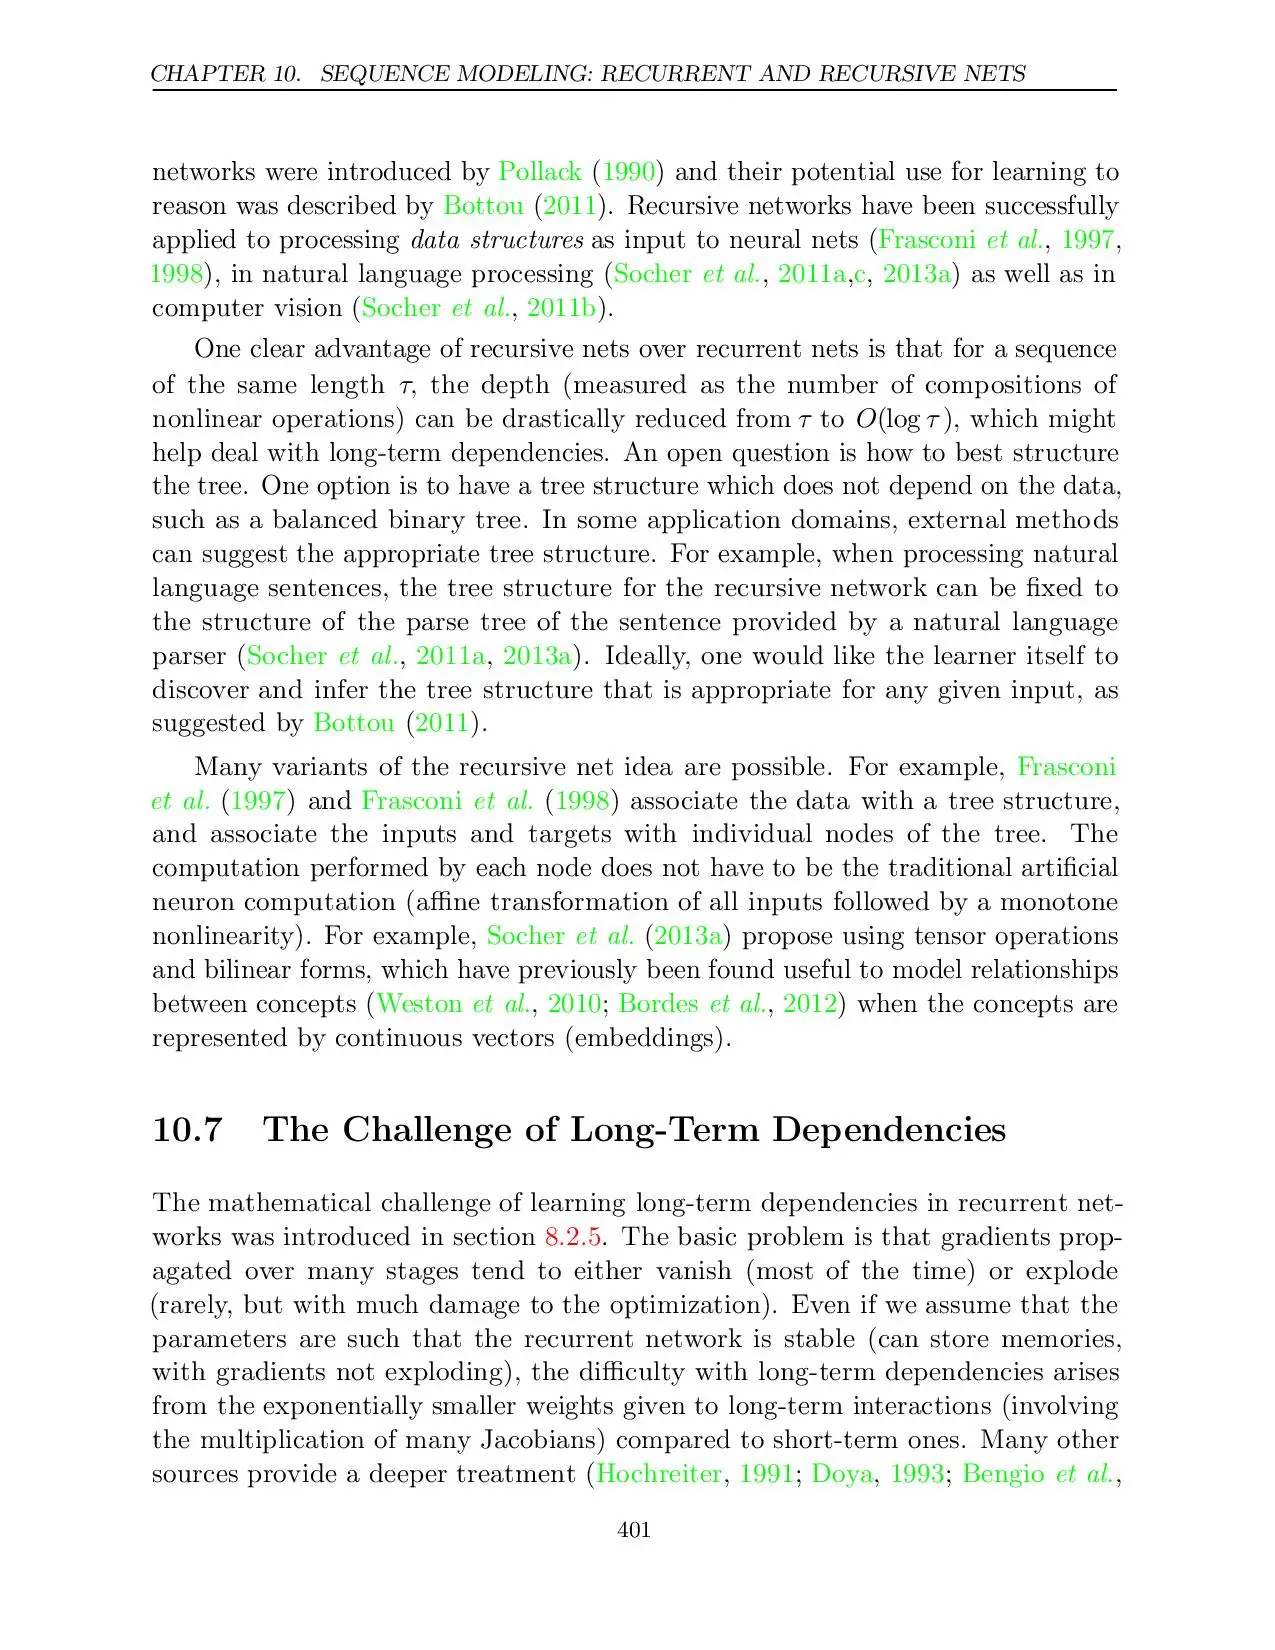 CHAPTER 10. SEQUENCE MODELING: RECURRENT AND RECURSIVE NETS
networks were introduced by Pollack (1990) and their potential use for learning to
reason was described by Bottou (2011). Recursive networks have been successfully
applied to processing data structures as input to neural nets (Frasconi et al., 1997,
1998), in natural language processing (Socher et al., 2011a,c, 2013a) as well as in
computer vision (Socher et al., 2011b).
One clear advantage of recursive nets over recurrent nets is that for a sequence
of the same length τ, the depth (measured as the number of compositions of
nonlinear operations) can be drastically reduced from τ to O(log τ), which might
help deal with long-term dependencies. An open question is how to best structure
the tree. One option is to have a tree structure which does not depend on the data,
such as a balanced binary tree. In some application domains, external methods
can suggest the appropriate tree structure. For example, when processing natural
language sentences, the tree structure for the recursive network can be fixed to
the structure of the parse tree of the sentence provided by a natural language
parser (Socher et al., 2011a, 2013a). Ideally, one would like the learner itself to
discover and infer the tree structure that is appropriate for any given input, as
suggested by Bottou (2011).
Many variants of the recursive net idea are possible. For example, Frasconi
et al. (1997) and Frasconi et al. (1998) associate the data with a tree structure,
and associate the inputs and targets with individual nodes of the tree. The
computation performed by each node does not have to be the traditional artificial
neuron computation (affine transformation of all inputs followed by a monotone
nonlinearity). For example, Socher et al. (2013a) propose using tensor operations
and bilinear forms, which have previously been found useful to model relationships
between concepts (Weston et al., 2010; Bordes et al., 2012) when the concepts are
represented by continuous vectors (embeddings).
10.7 The Challenge of Long-Term Dependencies
The mathematical challenge of learning long-term dependencies in recurrent net-
works was introduced in section 8.2.5. The basic problem is that gradients prop-
agated over many stages tend to either vanish (most of the time) or explode
(rarely, but with much damage to the optimization). Even if we assume that the
parameters are such that the recurrent network is stable (can store memories,
with gradients not exploding), the difficulty with long-term dependencies arises
from the exponentially smaller weights given to long-term interactions (involving
the multiplication of many Jacobians) compared to short-term ones. Many other
sources provide a deeper treatment (Hochreiter, 1991; Doya, 1993; Bengio et al.,
401